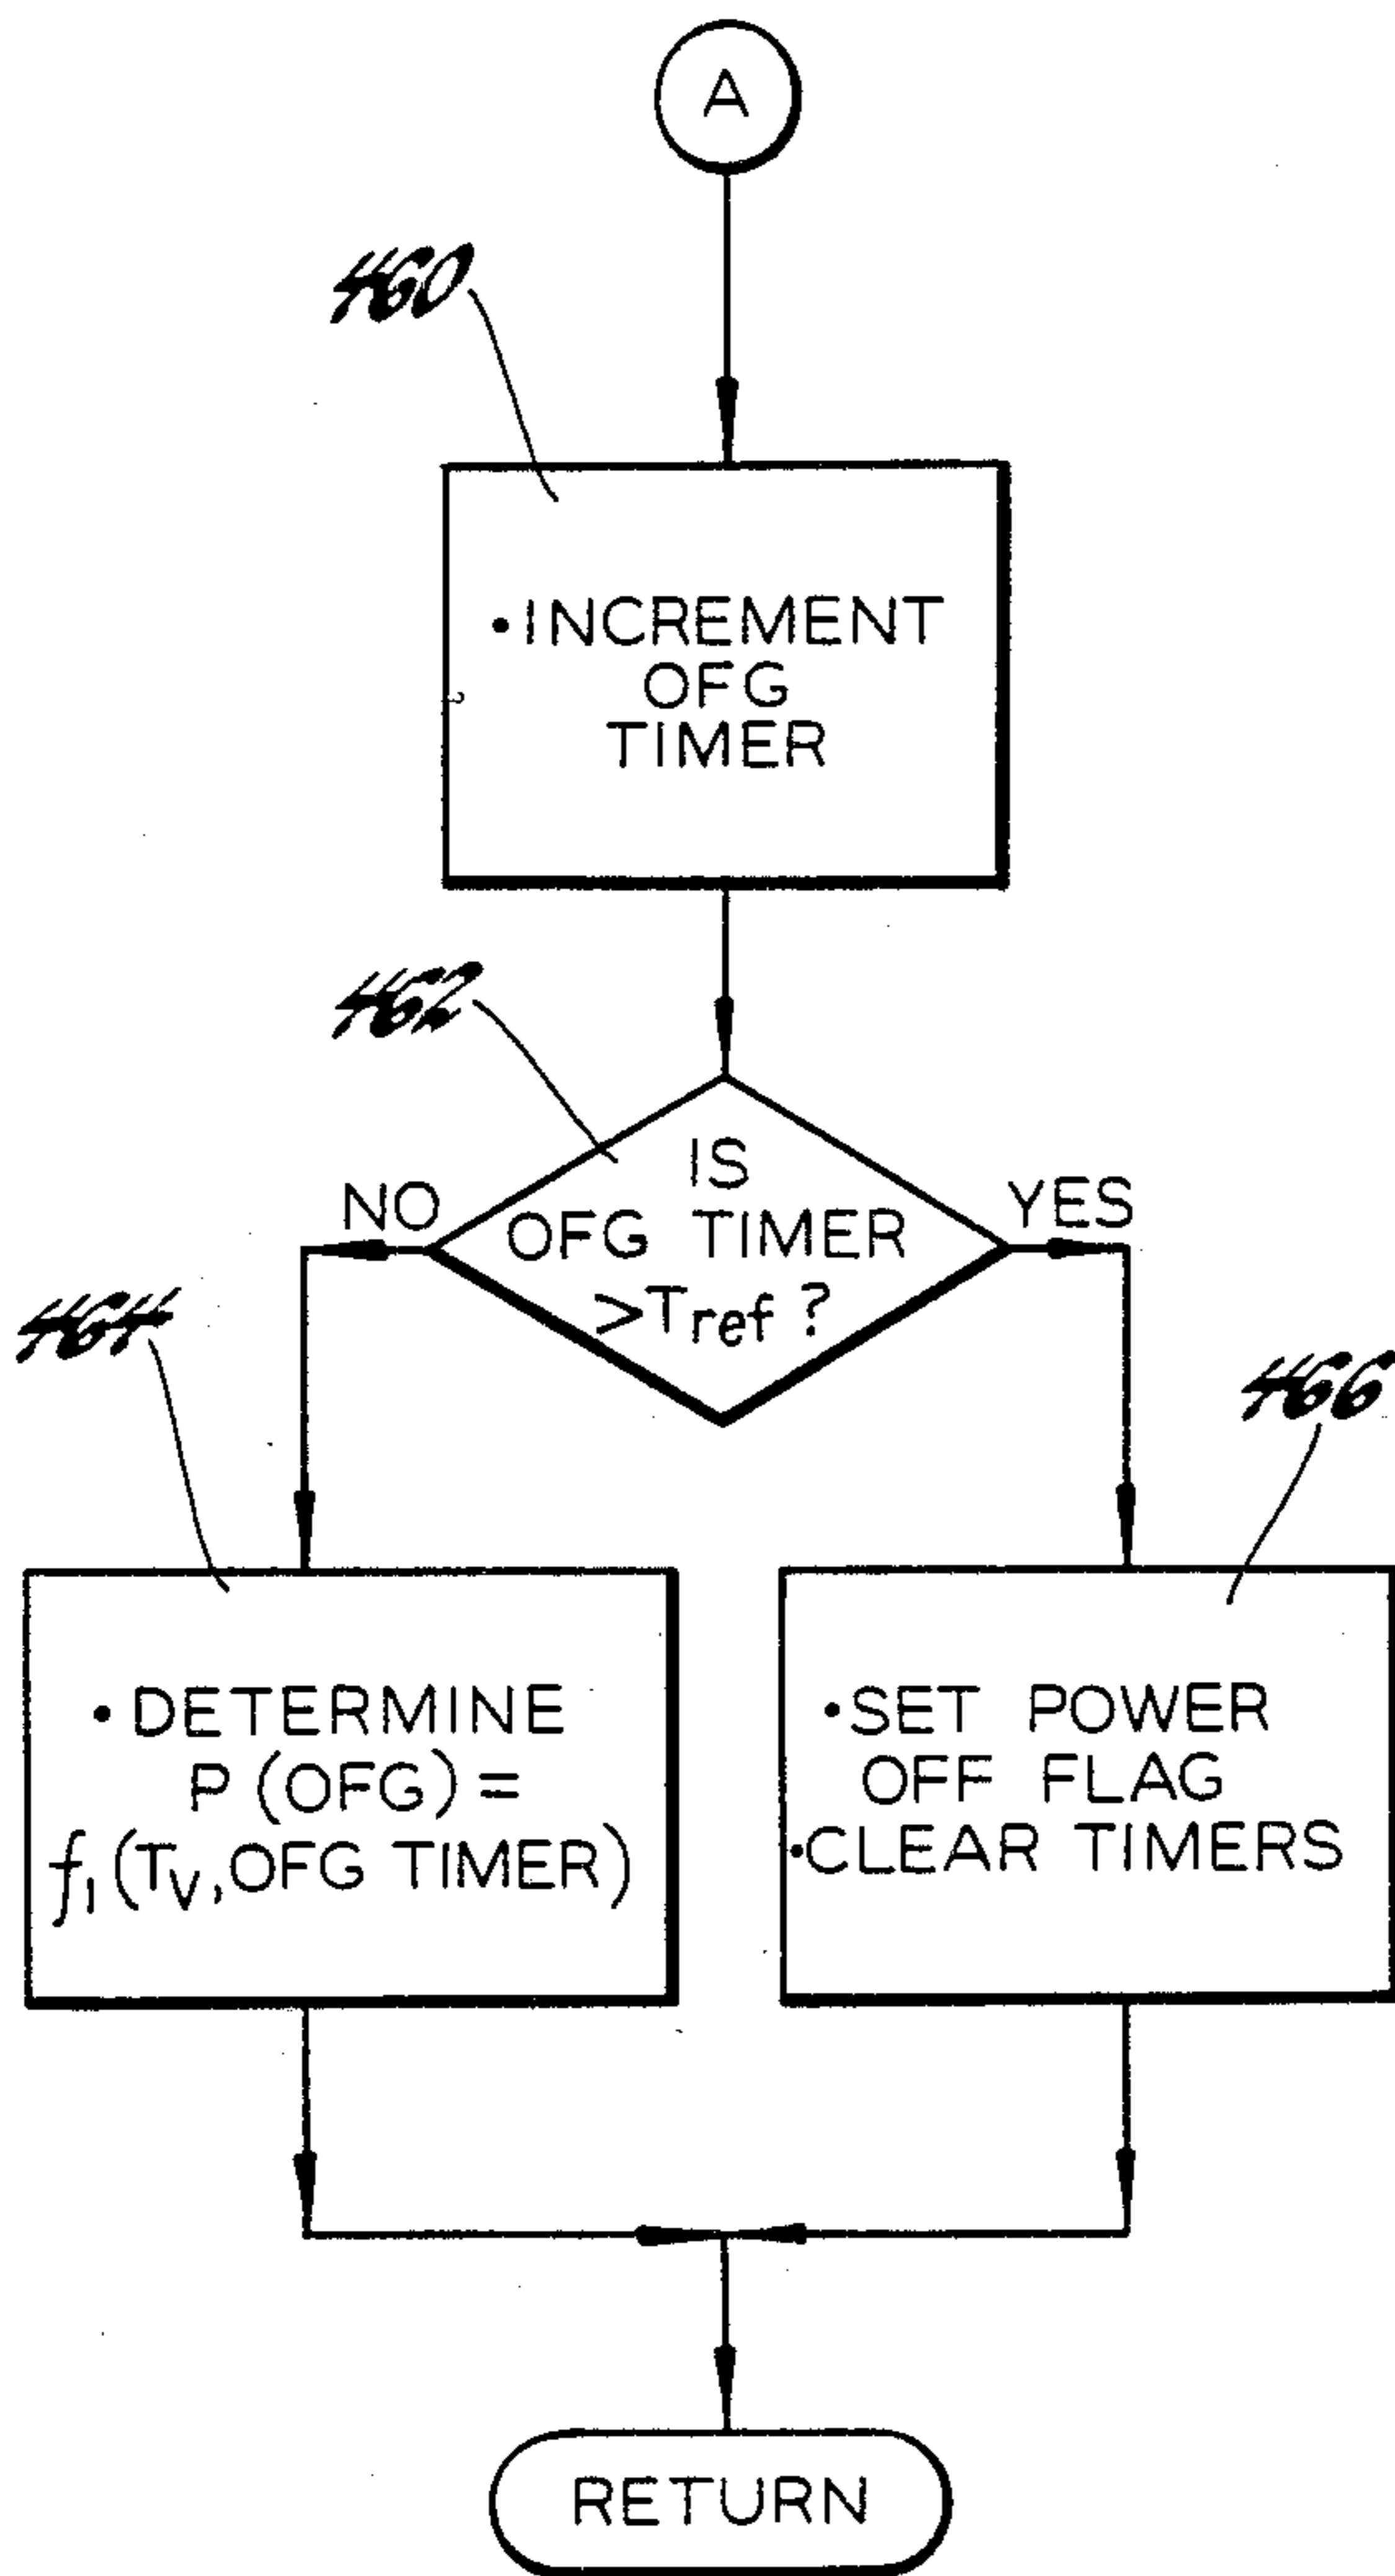 A
460
•INCREMENT
OFG
TIMER
462
IS
OFG TIMER
>Tref ?
NO
YES
464
466
•DETERMINE
P (OFG) =
f1 (TV, OFG TIMER)
•SET POWER
OFF FLAG
•CLEAR TIMERS
RETURN